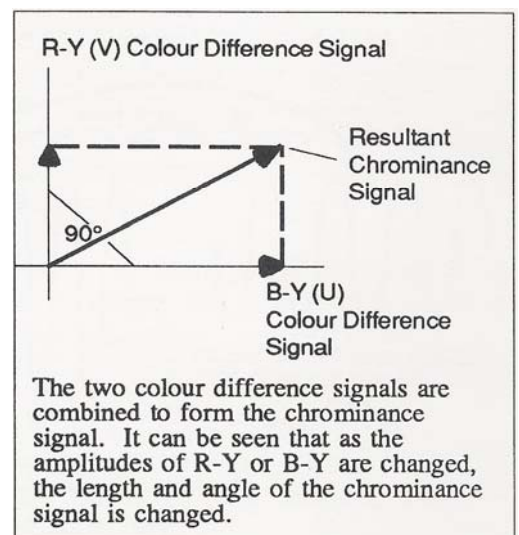 R-Y (V) Colour Difference Signal
Resultant
Chrominance
Signal
90°
B-Y (U)
Colour Difference
Signal
The two colour difference signals are
combined to form the chrominance
signal. It can be seen that as the
amplitudes of R-Y or B-Y are changed,
the length and angle of the chrominance
signal is changed.